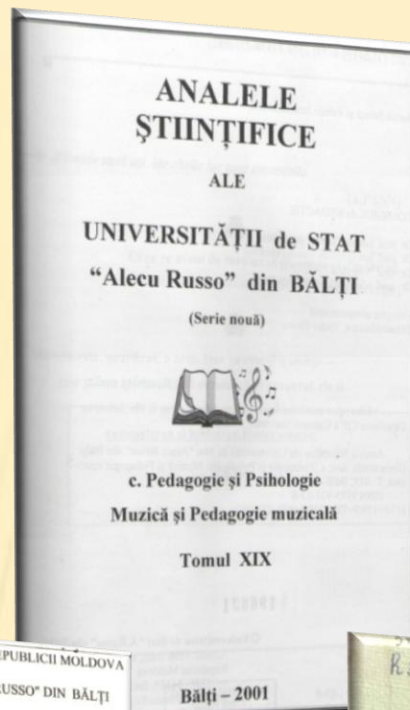 ANALELE
ŞTIINŢIFICE
ALE
UNIVERSITĂŢII de STAT
“Alecu Russo” din BĂLŢI
(Serie nouă)
c. Pedagogie şi Psihologie
Muzică şi Pedagogie muzicală
Tomul XIX
Bălţi – 2001
EPUBLICII MOLDOVA
RUSSO" DIN BĂLŢI